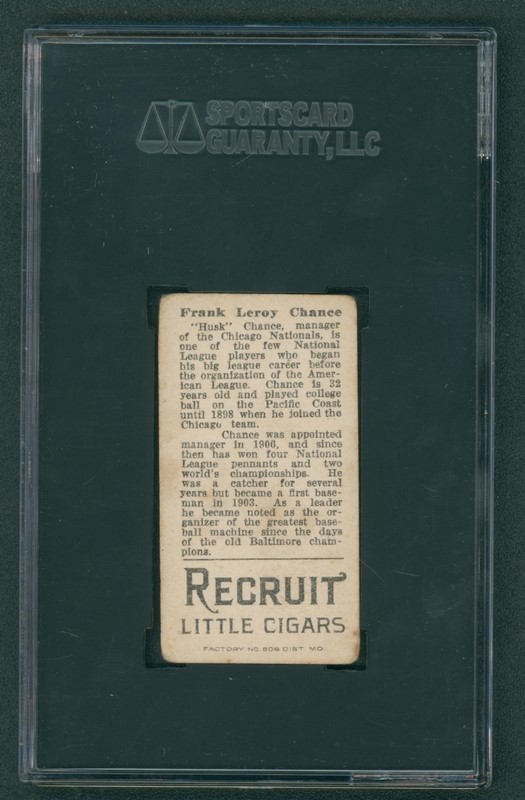 SPORTSCARD
GUARANTY, LLC
Frank Leroy Chance
"Husk" Chance, manager
of the Chicago Nationals, is
one of the few National
League players who began
his big league career before
the organization of the Amer-
ican League. Chance is 32
years old and played college
ball on the Pacific Coast
until 1898 when he joined the
Chicago team.
Chance was appointed
manager in 1906, and since
then has won four National
League pennants and two
world's championships. He
was a catcher for several
years but became a first base-
man in 1903. As a leader
he became noted as the or-
ganizer of the greatest base-
ball machine since the days
of the old Baltimore cham-
pions.
RECRUIT
LITTLE CIGARS
FACTORY NO. 606 DIST. MD.